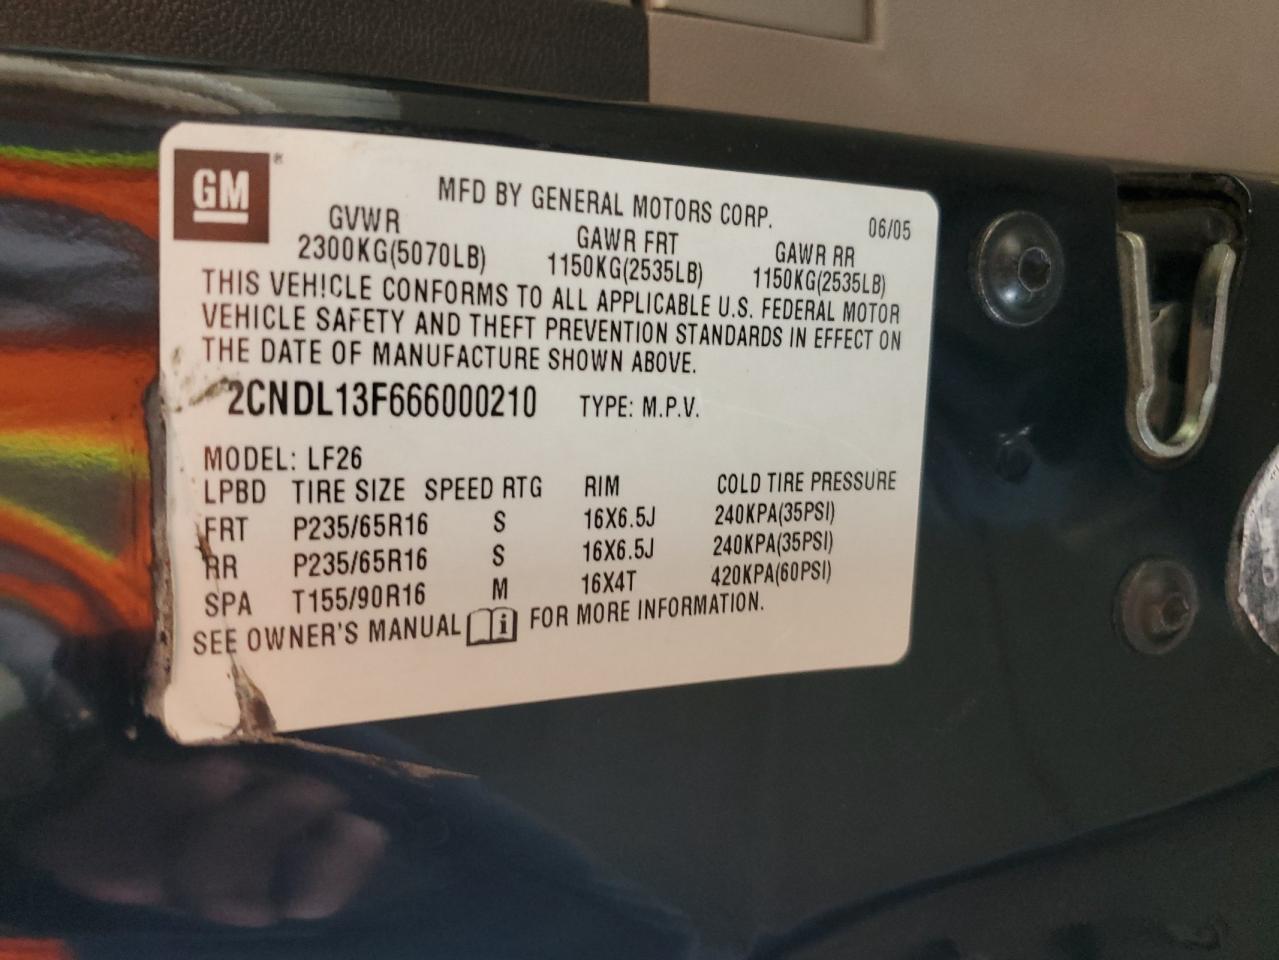 GM®
MFD BY GENERAL MOTORS CORP. 06/05
GVWR GAWR FRT GAWR RR
2300KG(5070LB) 1150KG(2535LB) 1150KG(2535LB)
THIS VEHICLE CONFORMS TO ALL APPLICABLE U.S. FEDERAL MOTOR
VEHICLE SAFETY AND THEFT PREVENTION STANDARDS IN EFFECT ON
THE DATE OF MANUFACTURE SHOWN ABOVE.
2CNDL13F666000210 TYPE: M.P.V.
MODEL: LF26
LPBD TIRE SIZE SPEED RTG RIM COLD TIRE PRESSURE
FRT P235/65R16 S 16X6.5J 240KPA(35PSI)
RR P235/65R16 S 16X6.5J 240KPA(35PSI)
SPA T155/90R16 M 16X4T 420KPA(60PSI)
SEE OWNER'S MANUAL i FOR MORE INFORMATION.